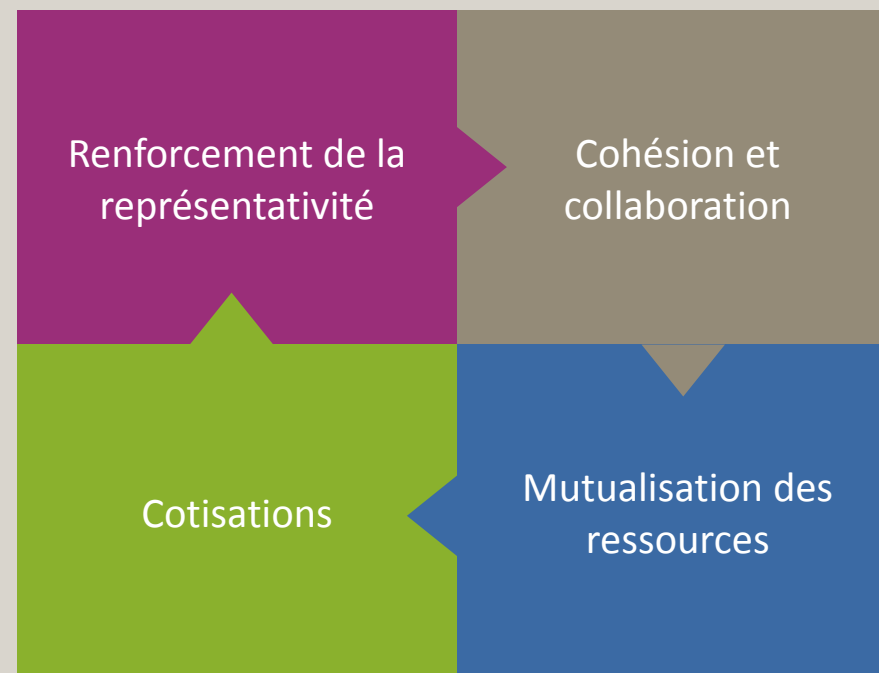 Renforcement de la
représentativité
Cohésion et
collaboration
Cotisations
Mutualisation des
ressources